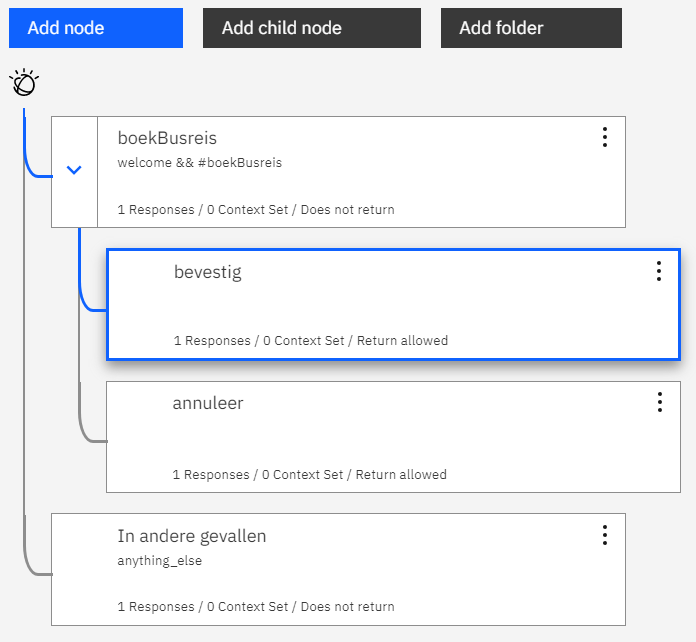 Add node
Add child node
Add folder
boekBusreis
welcome && #boekBusreis
1 Responses / 0 Context Set / Does not return
bevestig
1 Responses / 0 Context Set / Return allowed
annuleer
1 Responses / 0 Context Set / Return allowed
In andere gevallen
anything_else
1 Responses / 0 Context Set / Does not return